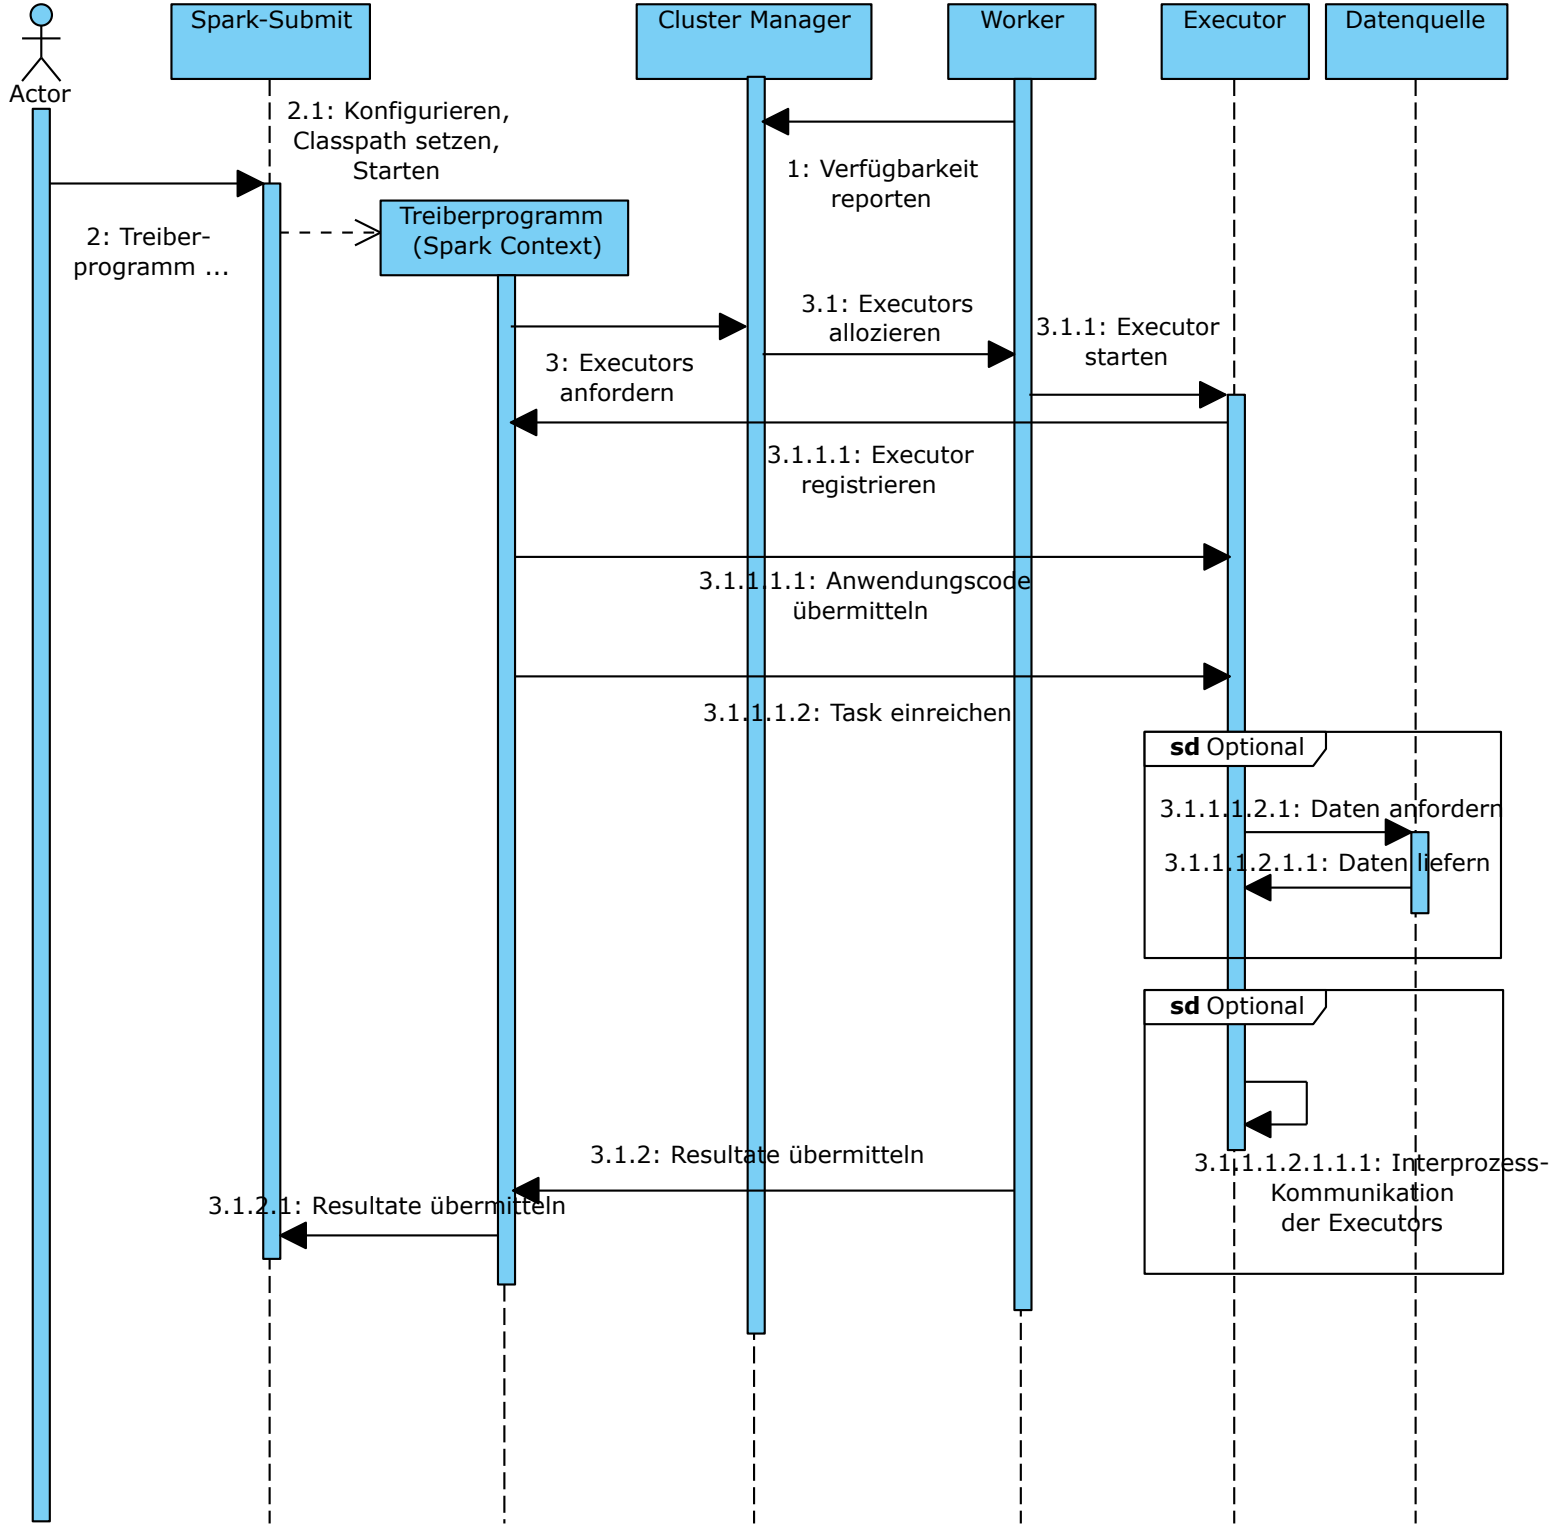 Actor
Spark-Submit
Cluster Manager
Worker
Executor
Datenquelle
2.1: Konfigurieren,
Classpath setzen,
Starten
1: Verfügbarkeit
reporten
2: Treiber-
programm ...
Treiberprogramm
(Spark Context)
3.1: Executors
allozieren
3.1.1: Executor
starten
3: Executors
anfordern
3.1.1.1: Executor
registrieren
3.1.1.1.1: Anwendungscode
übermitteln
3.1.1.1.2: Task einreichen
sd Optional
3.1.1.1.2.1: Daten anfordern
3.1.1.1.2.1.1: Daten liefern
sd Optional
3.1.1.1.2.1.1.1: Interprozess-
Kommunikation
der Executors
3.1.2: Resultate übermitteln
3.1.2.1: Resultate übermitteln